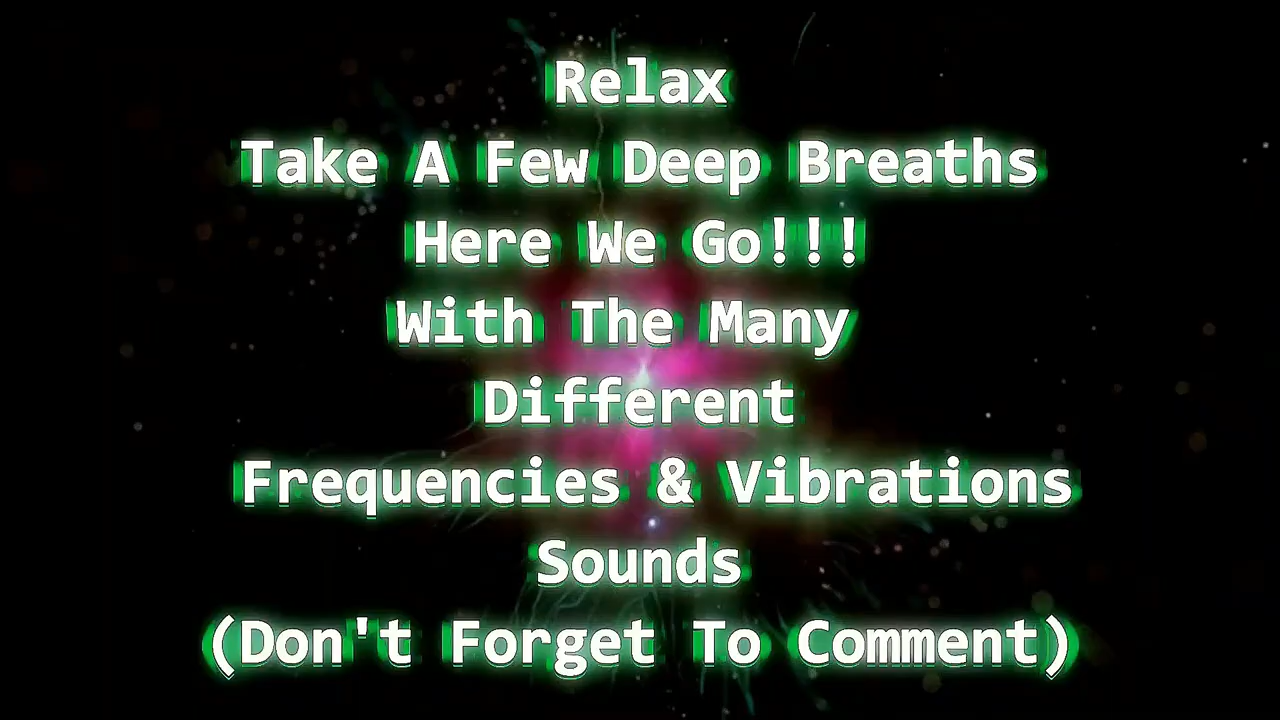 Relax
Take A Few Deep Breaths
Here We Go!!!
With The Many
Different
Frequencies & Vibrations
Sounds
(Don't Forget To Comment)